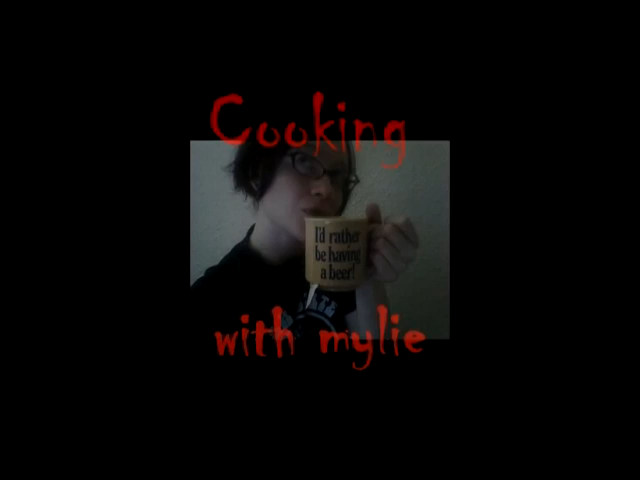 Cooking
I'd rather
be having
a beer!
with mylie